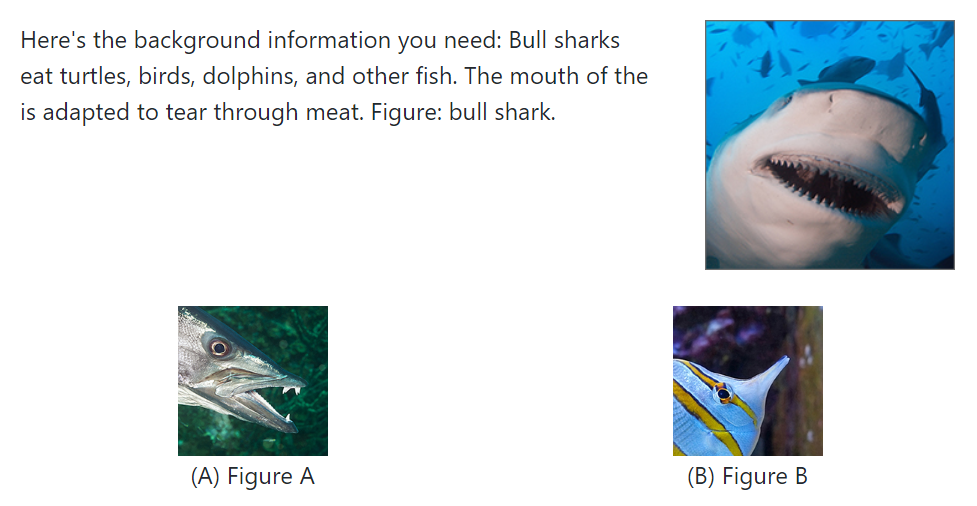 Here's the background information you need: Bull sharks
eat turtles, birds, dolphins, and other fish. The mouth of the
is adapted to tear through meat. Figure: bull shark.
(A) Figure A
(B) Figure B